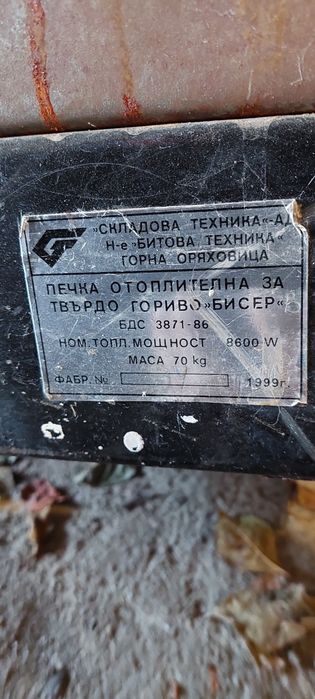 "СКЛАДОВА ТЕХНИКА"-АД
Н-е "БИТОВА ТЕХНИКА"
ГОРНА ОРЯХОВИЦА
ПЕЧКА ОТОПЛИТЕЛНА ЗА
ТВЪРДО ГОРИВО "БИСЕР"
БДС 3871-86
НОМ.ТОПЛ.МОЩНОСТ 8600 W
МАСА 70 kg
ФАБР. № 1999г.